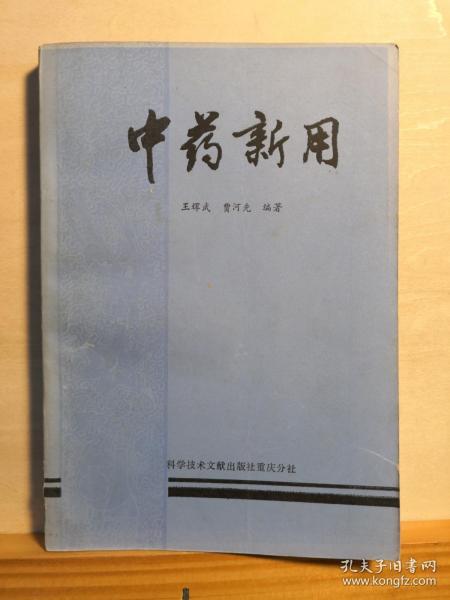 中药新用
王辉武 贾河先 编著
科学技术文献出版社重庆分社
孔夫子旧书网
www.kongfz.com